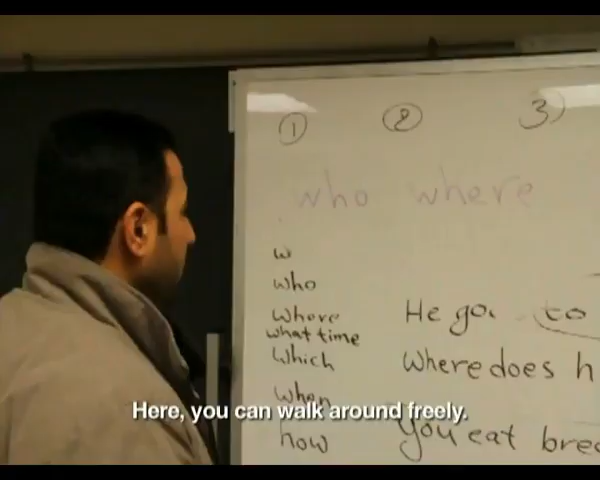 1 2 3)
who where
w
who
where
what time
He go. to
which
Where does h
when
how
You eat brea
Here, you can walk around freely.